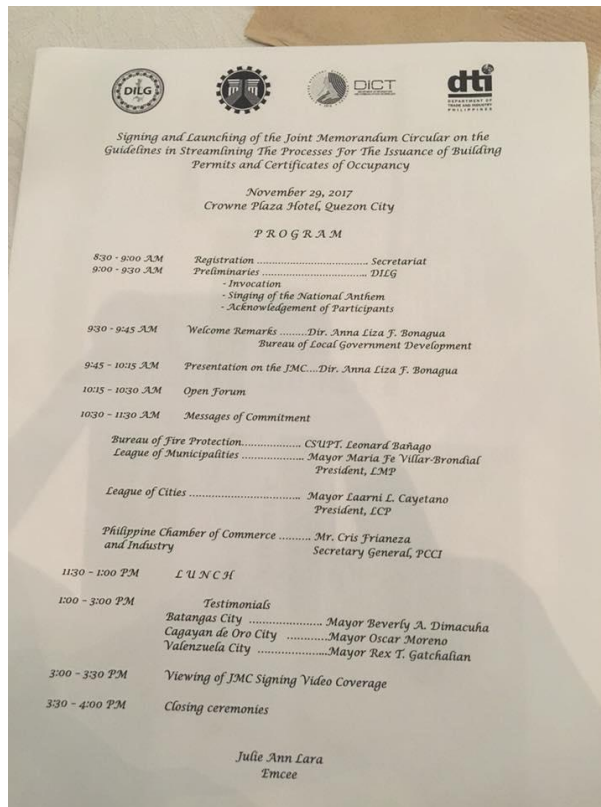 DILG
DICT
dti
DEPARTMENT OF
TRADE AND INDUSTRY
PHILIPPINES
Signing and Launching of the Joint Memorandum Circular on the
Guidelines in Streamlining The Processes For The Issuance of Building
Permits and Certificates of Occupancy
November 29, 2017
Crowne Plaza Hotel, Quezon City
P R O G R A M
8:30 - 9:00 AM Registration ........................................ Secretariat
9:00 - 9:30 AM Preliminaries ...................................... DILG
- Invocation
- Singing of the National Anthem
- Acknowledgement of Participants
9:30 - 9:45 AM Welcome Remarks .........Dir. Anna Liza F. Bonagua
Bureau of Local Government Development
9:45 – 10:15 AM Presentation on the JMC....Dir. Anna Liza F. Bonagua
10:15 – 10:30 AM Open Forum
10:30 – 11:30 AM Messages of Commitment
Bureau of Fire Protection.................. CSUPT. Leonard Bañago
League of Municipalities .................... Mayor Maria Fe Villar-Brondial
President, LMP
League of Cities .................................. Mayor Laarni L. Cayetano
President, LCP
Philippine Chamber of Commerce .......... Mr. Cris Frianeza
and Industry Secretary General, PCCI
11:30 – 1:00 PM L U N C H
1:00 – 3:00 PM Testimonials
Batangas City ....................... Mayor Beverly A. Dimacuha
Cagayan de Oro City ............Mayor Oscar Moreno
Valenzuela City .....................Mayor Rex T. Gatchalian
3:00 – 3:30 PM Viewing of JMC Signing Video Coverage
3:30 – 4:00 PM Closing ceremonies
Julie Ann Lara
Emcee